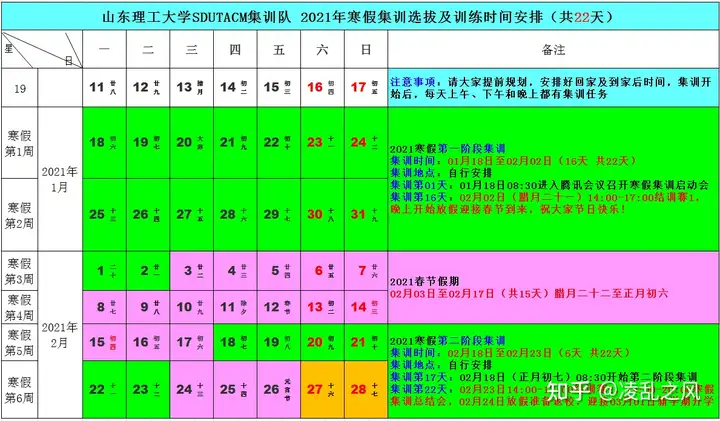 山东理工大学SDUTACM集训队 2021年寒假集训选拔及训练时间安排（共22天）
星 日 一 二 三 四 五 六 日 备注
19 11 廿八 12 廿九 13 腊月 14 初二 15 初三 16 初四 17 初五
注意事项：请大家提前规划，安排好回家及到家后时间，集训开始后，每天上午、下午和晚上都有集训任务
2021年1月
寒假第1周 18 初六 19 初七 20 大寒 21 初九 22 初十 23 十一 24 十二
寒假第2周 25 十三 26 十四 27 十五 28 十六 29 十七 30 十八 31 十九
2021寒假第一阶段集训
集训时间：01月18日至02月02日（16天 共22天）
集训地点：自行安排
集训第01天：01月18日08:30进入腾讯会议召开寒假集训启动会
集训第16天：02月02日（腊月二十一）14:00-17:00结训赛1，
晚上开始放假迎接春节到来，祝大家节日快乐！
2021年2月
寒假第3周 1 二十 2 廿一 3 廿二 4 廿三 5 廿四 6 廿五 7 廿六
寒假第4周 8 廿七 9 廿八 10 廿九 11 除夕 12 春节 13 初二 14 初三
2021春节假期
02月03日至02月17日（共15天）腊月二十二至正月初六
寒假第5周 15 初四 16 初五 17 初六 18 初七 19 初八 20 初九 21 初十
寒假第6周 22 十一 23 十二 24 十三 25 十四 26 元宵节 27 十六 28 十七
2021寒假第二阶段集训
集训时间：02月18日至02月23日（6天 共22天）
集训地点：自行安排
集训第17天：02月18日（正月初七）08:30开始第二阶段集训
集训第22天：02月23日14:00-
集训总结会，02月24日放假准备返校，迎接03月01日新学期开学
知乎 @凌乱之风